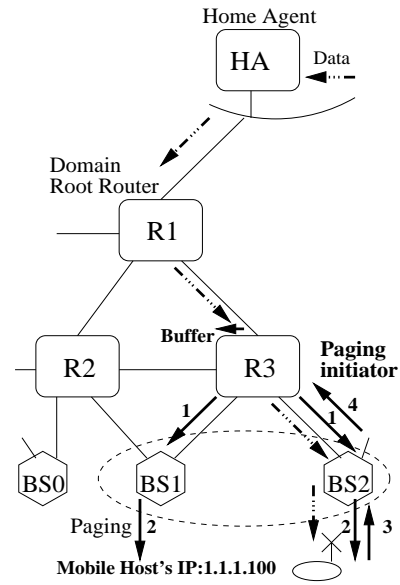 Home Agent
HA
Data
Domain
Root Router
R1
Buffer
Paging
initiator
R2
R3
1
1
4
BS0
BS1
BS2
Paging
2
2
3
Mobile Host's IP:1.1.1.100